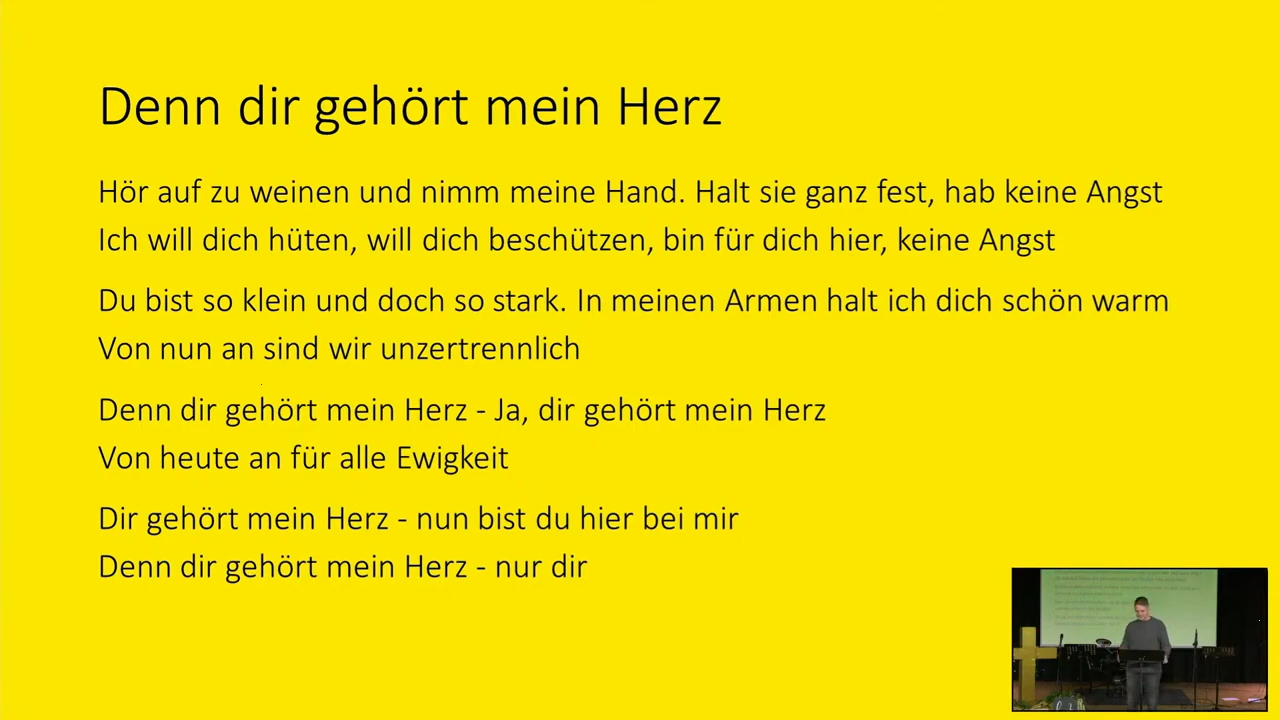 Denn dir gehört mein Herz
Hör auf zu weinen und nimm meine Hand. Halt sie ganz fest, hab keine Angst
Ich will dich hüten, will dich beschützen, bin für dich hier, keine Angst
Du bist so klein und doch so stark. In meinen Armen halt ich dich schön warm
Von nun an sind wir unzertrennlich
Denn dir gehört mein Herz - Ja, dir gehört mein Herz
Von heute an für alle Ewigkeit
Dir gehört mein Herz - nun bist du hier bei mir
Denn dir gehört mein Herz - nur dir